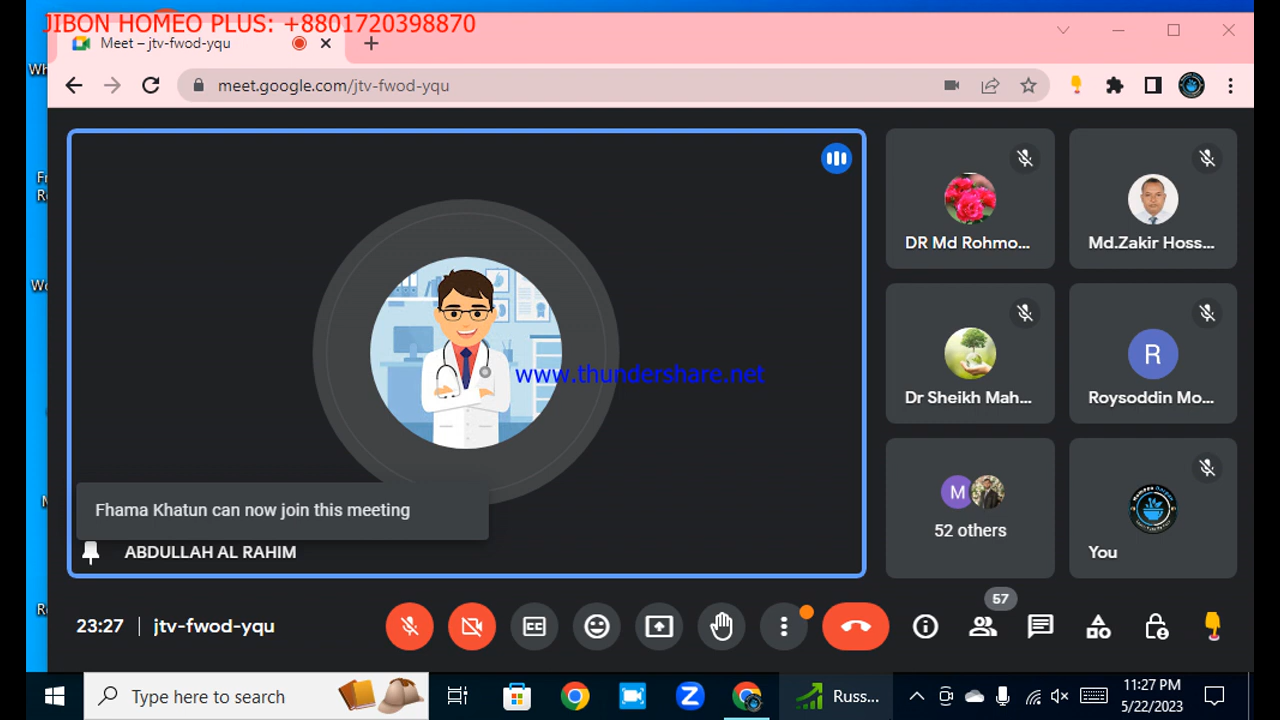 JIBON HOMEO PLUS: +8801720398870
Meet – jtv-fwod-yqu
meet.google.com/jtv-fwod-yqu
DR Md Rohmo...
Md.Zakir Hoss...
www.thundershare.net
Dr Sheikh Mah...
Roysoddin Mo...
M
R
52 others
You
Fhama Khatun can now join this meeting
ABDULLAH AL RAHIM
57
23:27 | jtv-fwod-yqu
CC
Type here to search
Z
Russ...
11:27 PM
5/22/2023